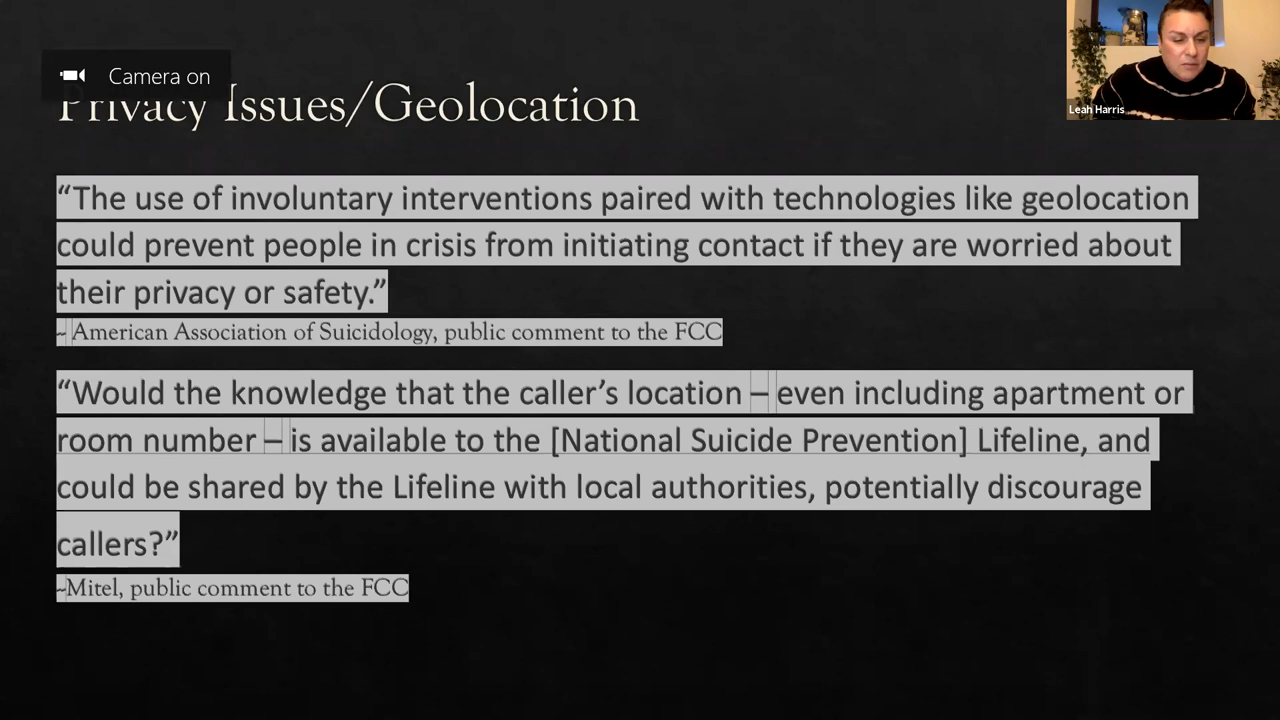 Camera on
Leah Harris
Privacy Issues/Geolocation
“The use of involuntary interventions paired with technologies like geolocation
could prevent people in crisis from initiating contact if they are worried about
their privacy or safety.”
~ American Association of Suicidology, public comment to the FCC
“Would the knowledge that the caller’s location – even including apartment or
room number – is available to the [National Suicide Prevention] Lifeline, and
could be shared by the Lifeline with local authorities, potentially discourage
callers?”
~Mitel, public comment to the FCC